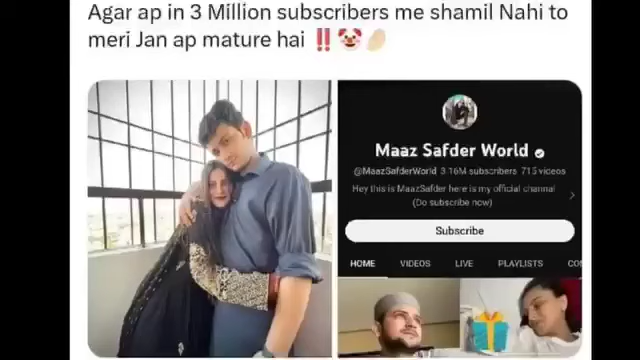 Agar ap in 3 Million subscribers me shamil Nahi to
meri Jan ap mature hai ‼️🤡🤌🏻
Maaz Safder World
@MaazSafderWorld 3.16M subscribers 715 videos
Hey this is MaazSafder here is my official channel
(Do subscribe now)
Subscribe
HOME VIDEOS LIVE PLAYLISTS